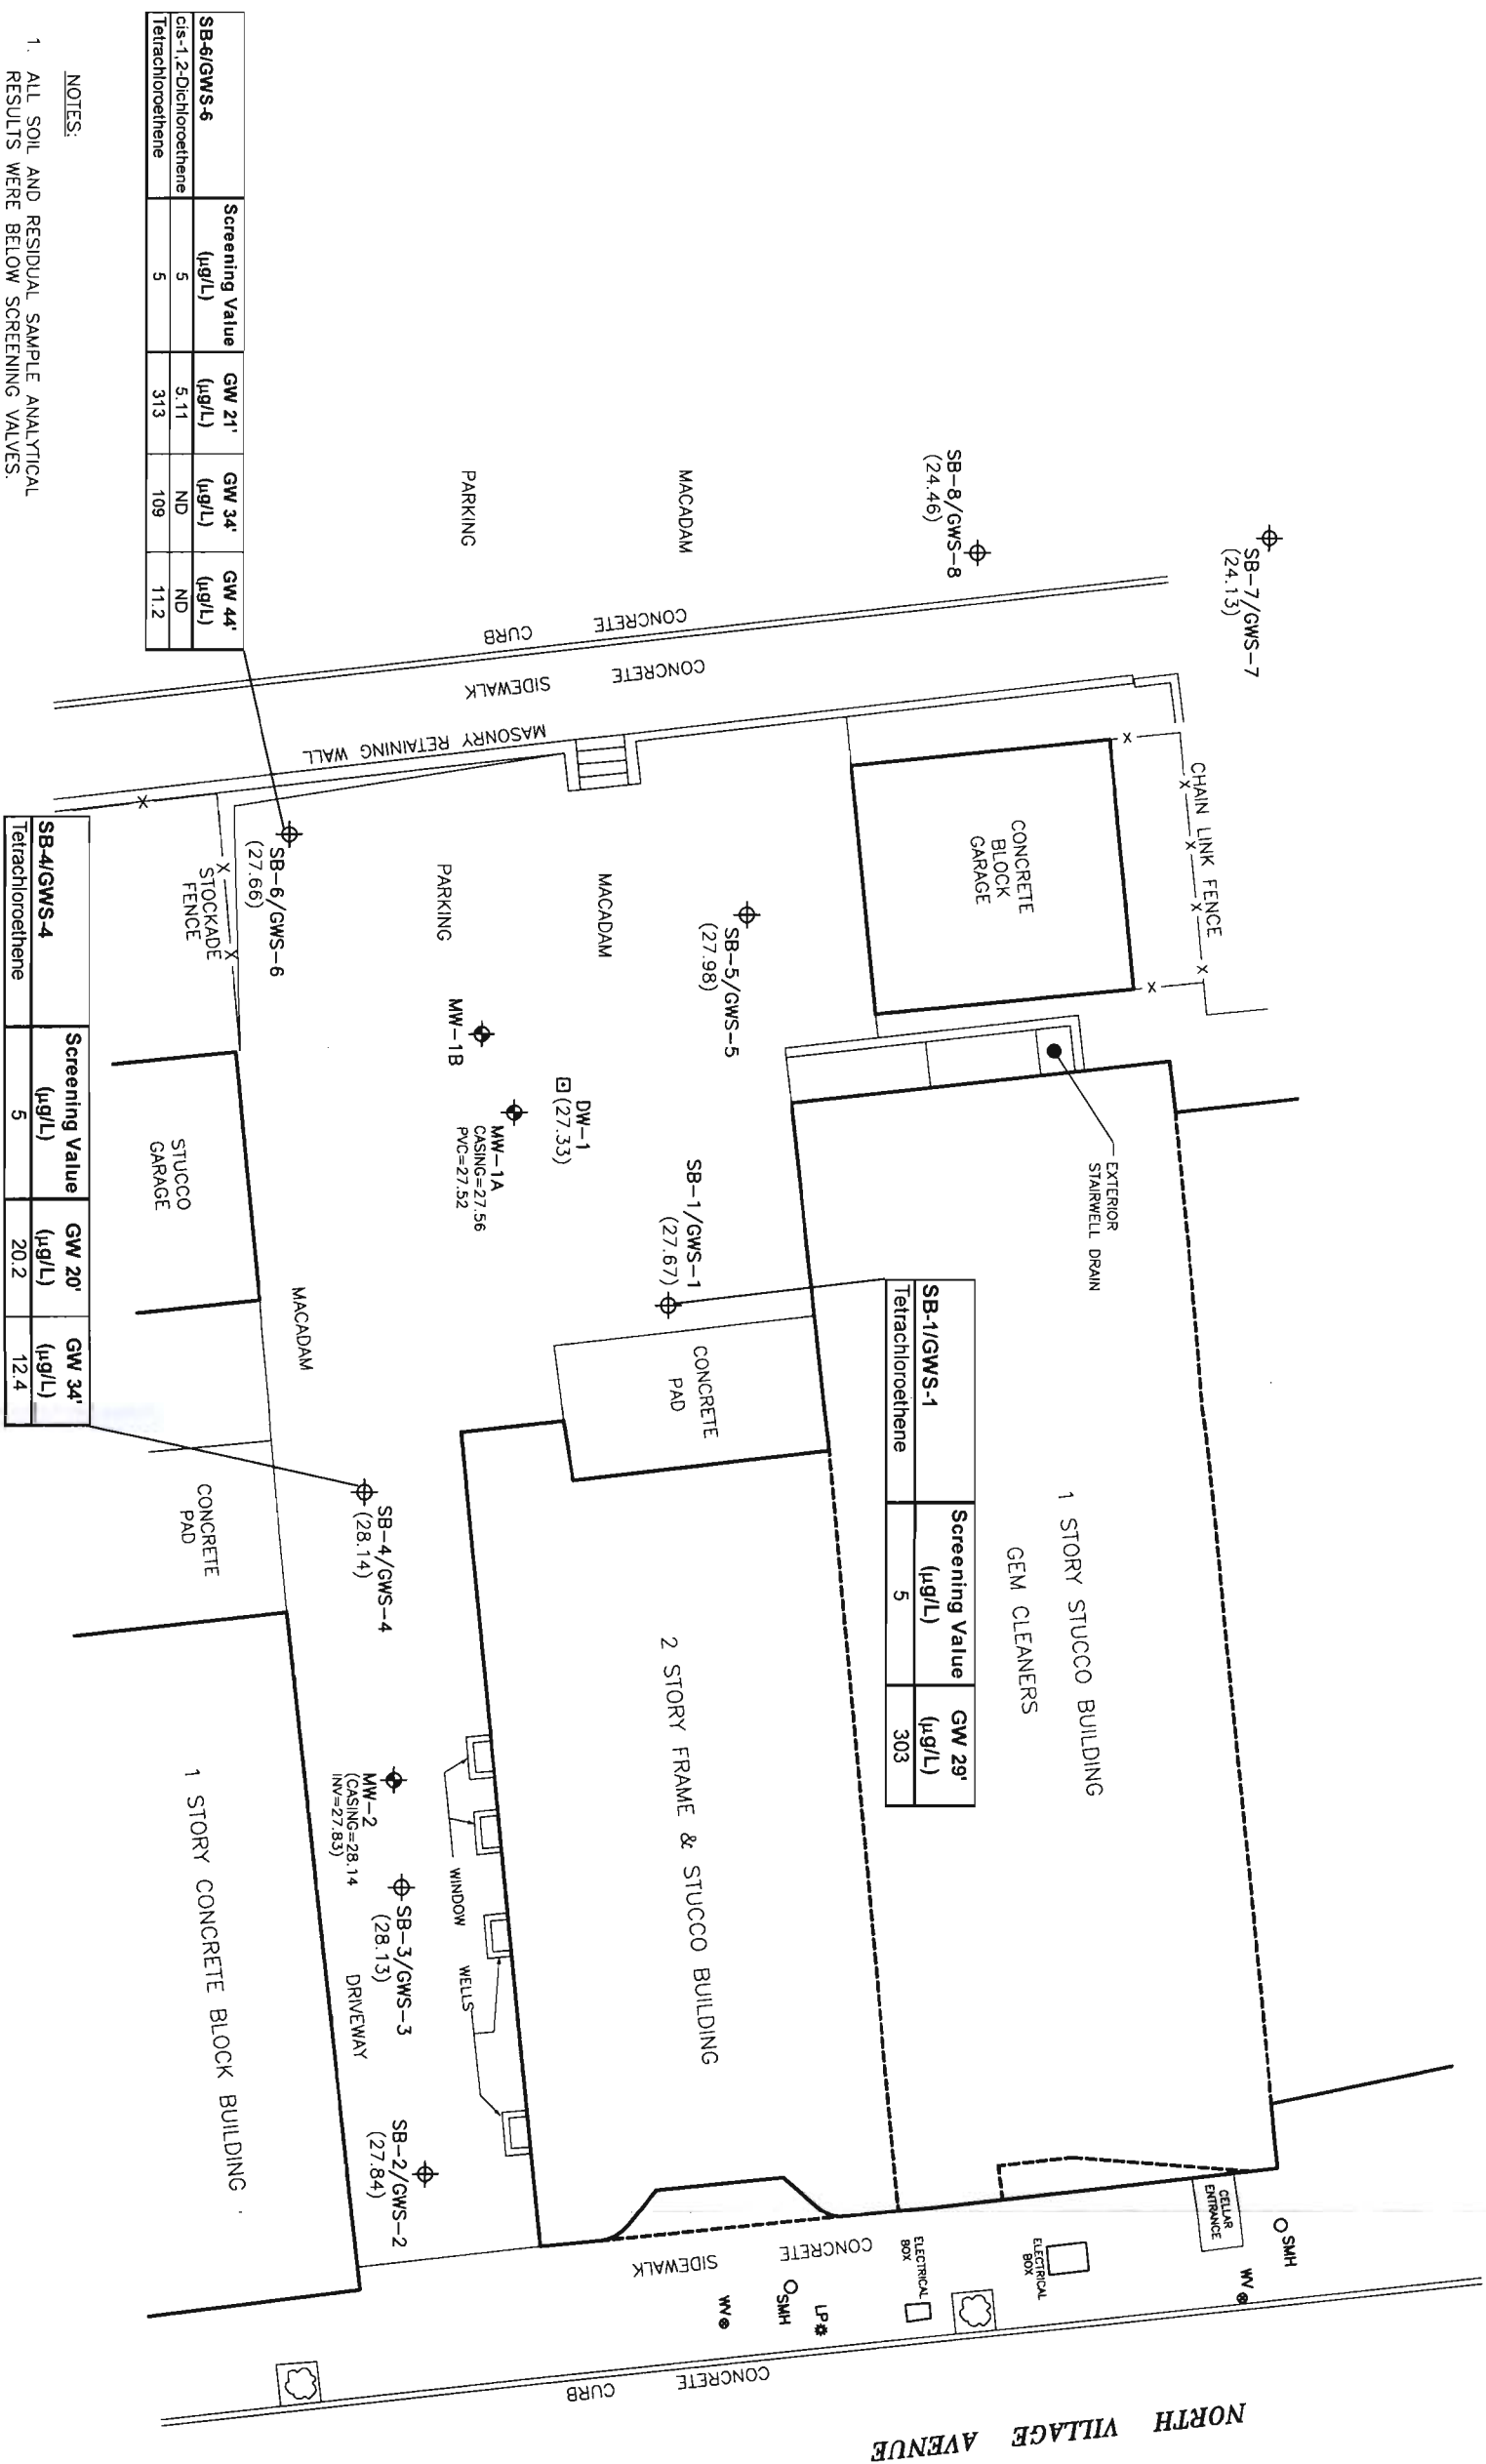 NORTH VILLAGE AVENUE
CONCRETE CURB
SMH
WV
CELLAR
ENTRANCE
ELECTRICAL
BOX
ELECTRICAL
BOX
LP
SMH
WV
CONCRETE SIDEWALK
SB-7/GWS-7
(24.13)
SB-8/GWS-8
(24.46)
CHAIN LINK FENCE
CONCRETE
BLOCK
GARAGE
EXTERIOR
STAIRWELL DRAIN
1 STORY STUCCO BUILDING
GEM CLEANERS
SB-1/GWS-1 Screening Value (µg/L) GW 29' (µg/L)
Tetrachloroethene 5 303
MACADAM
PARKING
CONCRETE CURB
CONCRETE SIDEWALK
MASONRY RETAINING WALL
SB-5/GWS-5
(27.98)
SB-1/GWS-1
(27.67)
CONCRETE
PAD
2 STORY FRAME & STUCCO BUILDING
MACADAM
PARKING
DW-1
(27.33)
MW-1A
CASING=27.56
PVC=27.52
MW-1B
WINDOW WELLS
SB-6/GWS-6
(27.66)
STOCKADE
FENCE
MACADAM
SB-4/GWS-4
(28.14)
MW-2
(CASING=28.14
INV=27.83)
SB-3/GWS-3
(28.13)
DRIVEWAY
SB-2/GWS-2
(27.84)
STUCCO
GARAGE
CONCRETE
PAD
1 STORY CONCRETE BLOCK BUILDING
SB-6/GWS-6 Screening Value (µg/L) GW 21' (µg/L) GW 34' (µg/L) GW 44' (µg/L)
cis-1,2-Dichloroethene 5 5.11 ND ND
Tetrachloroethene 5 313 109 11.2
SB-4/GWS-4 Screening Value (µg/L) GW 20' (µg/L) GW 34' (µg/L)
Tetrachloroethene 5 20.2 12.4
NOTES:
1. ALL SOIL AND RESIDUAL SAMPLE ANALYTICAL
RESULTS WERE BELOW SCREENING VALVES.